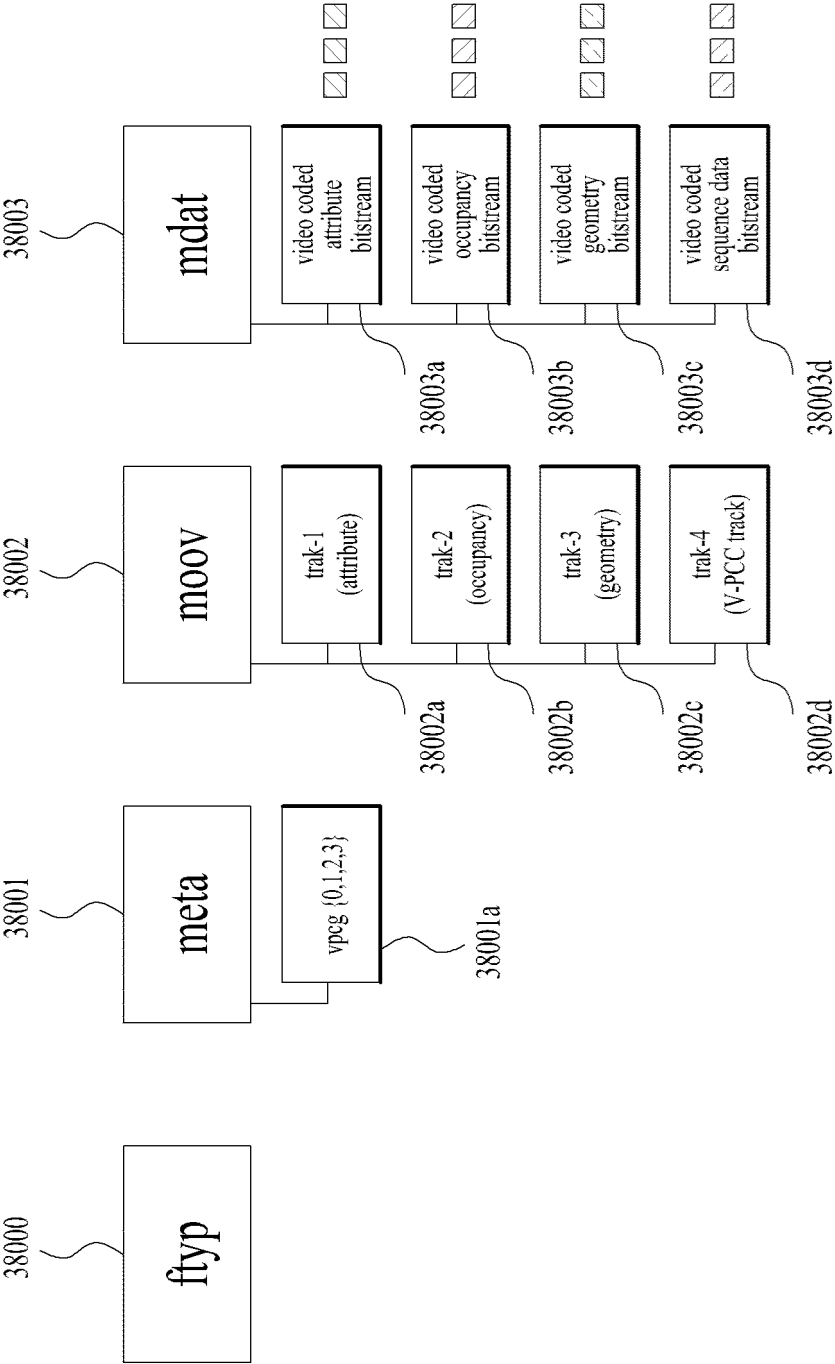 38000
ftyp
38001
meta
vpcg {0,1,2,3}
38001a
38002
moov
trak-1
(attribute)
38002a
trak-2
(occupancy)
38002b
trak-3
(geometry)
38002c
trak-4
(V-PCC track)
38002d
38003
mdat
video coded
attribute
bitstream
38003a
video coded
occupancy
bitstream
38003b
video coded
geometry
bitstream
38003c
video coded
sequence data
bitstream
38003d